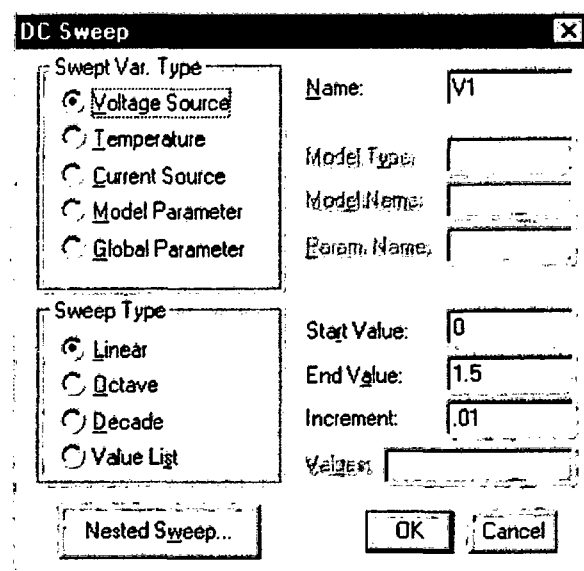 DC Sweep
Swept Var. Type
Voltage Source
Temperature
Current Source
Model Parameter
Global Parameter
Name: V1
Model Type:
Model Name:
Param. Name:
Sweep Type
Linear
Octave
Decade
Value List
Start Value: 0
End Value: 1.5
Increment: .01
Values:
Nested Sweep...
OK
Cancel